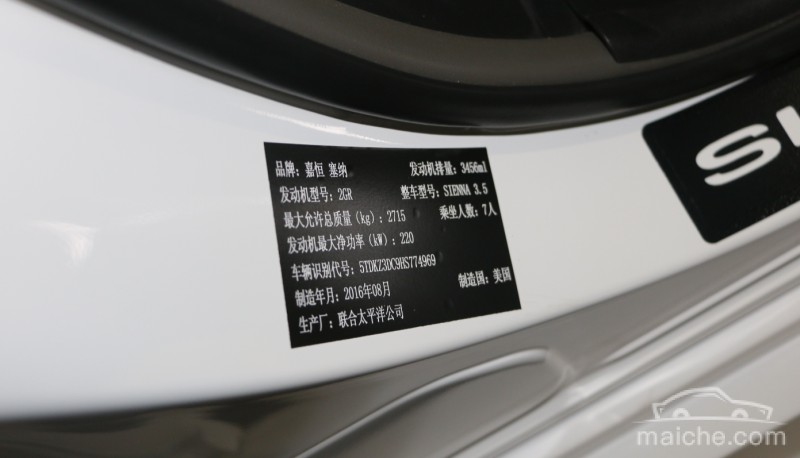 品牌：嘉恒 塞纳 发动机排量：3456ml
发动机型号：2GR 整车型号：SIENNA 3.5
最大允许总质量（kg）：2715 乘坐人数：7人
发动机最大净功率（kW）：220
车辆识别代号：5TDKZ3DC9HS774969
制造年月：2016年08月 制造国：美国
生产厂：联合太平洋公司
maiche.com